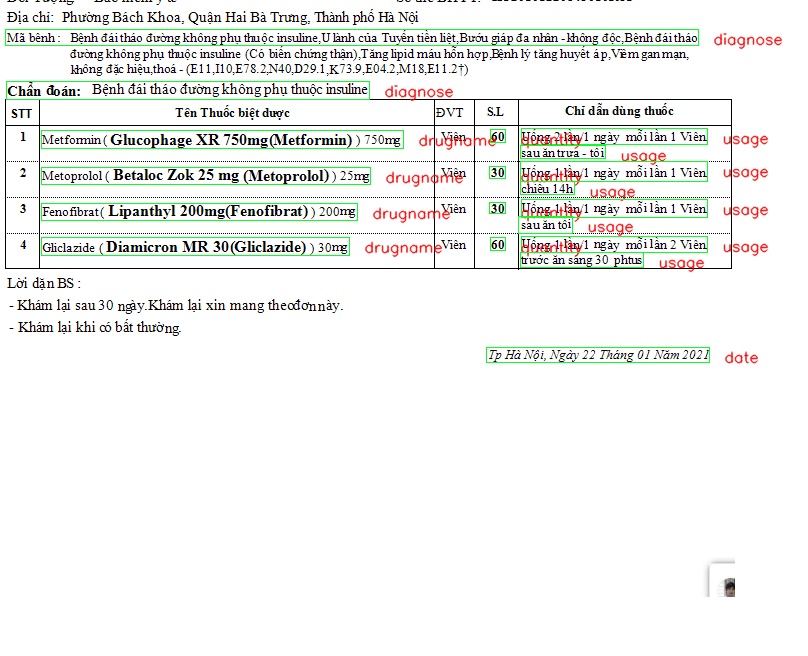 Địa chỉ: Phường Bách Khoa, Quận Hai Bà Trưng, Thành phố Hà Nội
Mã bênh : Bệnh đái tháo đường không phụ thuộc insuline,U lành của Tuyến tiền liệt,Bướu giáp đa nhân - không độc,Bệnh đái tháo diagnose
đường không phụ thuộc insuline (Có biến chứng thận),Tăng lipid máu hỗn hợp,Bệnh lý tăng huyết áp,Viêm gan mạn,
không đặc hiệu,thoá - (E11,I10,E78.2,N40,D29.1,K73.9,E04.2,M18,E11.2†)
Chẩn đoán: Bệnh đái tháo đường không phụ thuộc insuline diagnose
STT Tên Thuốc biệt dược ĐVT S.L Chỉ dẫn dùng thuốc
1 Metformin ( Glucophage XR 750mg(Metformin) ) 750mg drugname Viên 60 quantity Uống 2 lần/1 ngày mỗi lần 1 Viên usage
sau ăn trưa - tối usage
2 Metoprolol ( Betaloc Zok 25 mg (Metoprolol) ) 25mg drugname Viên 30 quantity Uống 1 lần/1 ngày mỗi lần 1 Viên usage
chiều 14h usage
3 Fenofibrat ( Lipanthyl 200mg(Fenofibrat) ) 200mg drugname Viên 30 quantity Uống 1 lần/1 ngày mỗi lần 1 Viên usage
sau ăn tối usage
4 Gliclazide ( Diamicron MR 30(Gliclazide) ) 30mg drugname Viên 60 quantity Uống 1 lần/1 ngày mỗi lần 2 Viên usage
trước ăn sáng 30 phtus usage
Lời dặn BS :
- Khám lại sau 30 ngày.Khám lại xin mang theo đơn này.
- Khám lại khi có bất thường.
Tp Hà Nội, Ngày 22 Tháng 01 Năm 2021 date